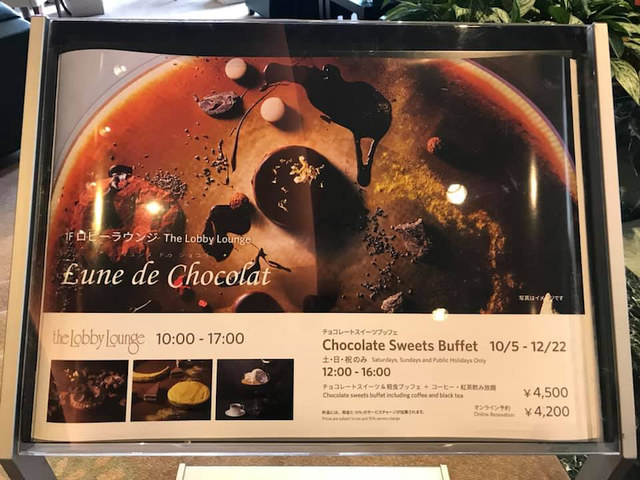 1F ロビーラウンジ The Lobby Lounge
Lune de Chocolat
写真はイメージです
the Lobby Lounge 10:00 - 17:00
チョコレートスイーツブッフェ
Chocolate Sweets Buffet 10/5 - 12/22
土・日・祝のみ Saturdays, Sundays and Public Holidays Only
12:00 - 16:00
チョコレートスイーツ & 軽食ブッフェ + コーヒー・紅茶飲み放題
Chocolate sweets buffet including coffee and black tea
¥4,500
オンライン予約
Online Reservation
¥4,200